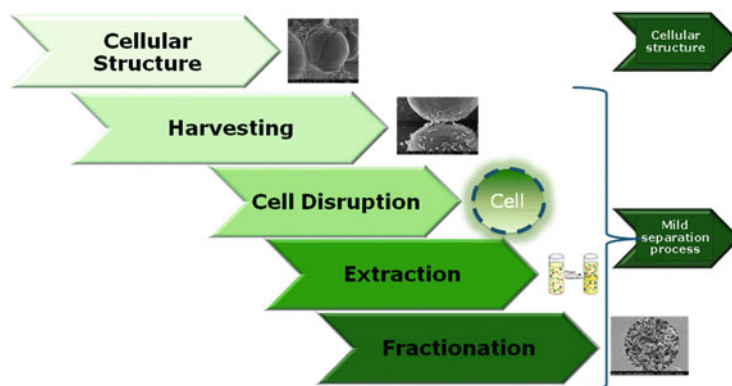 Cellular
Structure
Cellular
structure
Harvesting
Cell Disruption
Cell
Mild
separation
process
Extraction
Fractionation